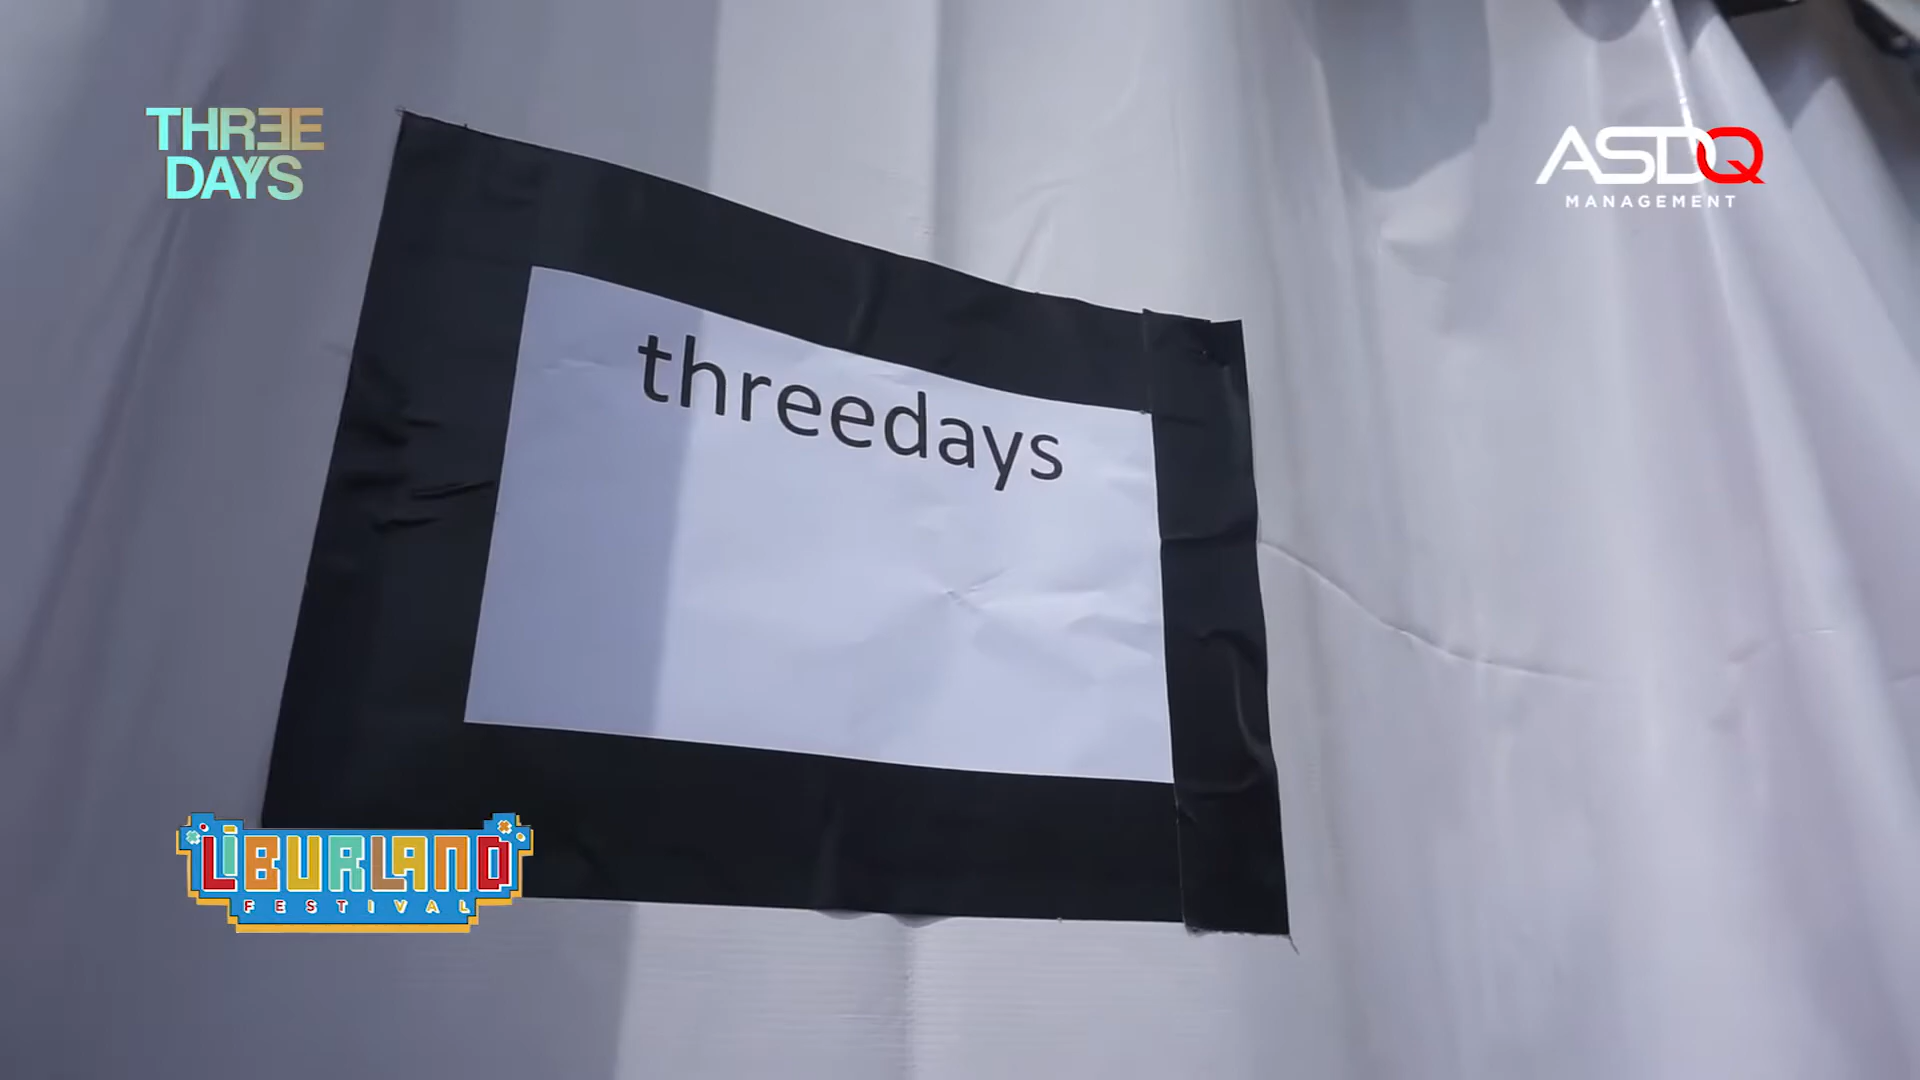 THREE
DAYS
ASDQ
MANAGEMENT
threedays
LiBURLAND
FESTIVAL